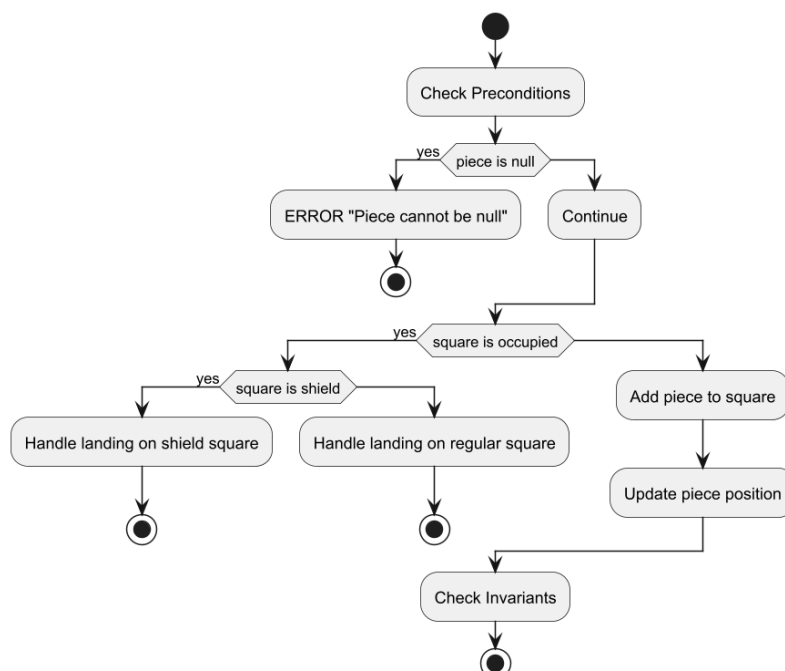 Check Preconditions
yes
piece is null
ERROR "Piece cannot be null"
Continue
yes
square is occupied
yes
square is shield
Add piece to square
Handle landing on shield square
Handle landing on regular square
Update piece position
Check Invariants